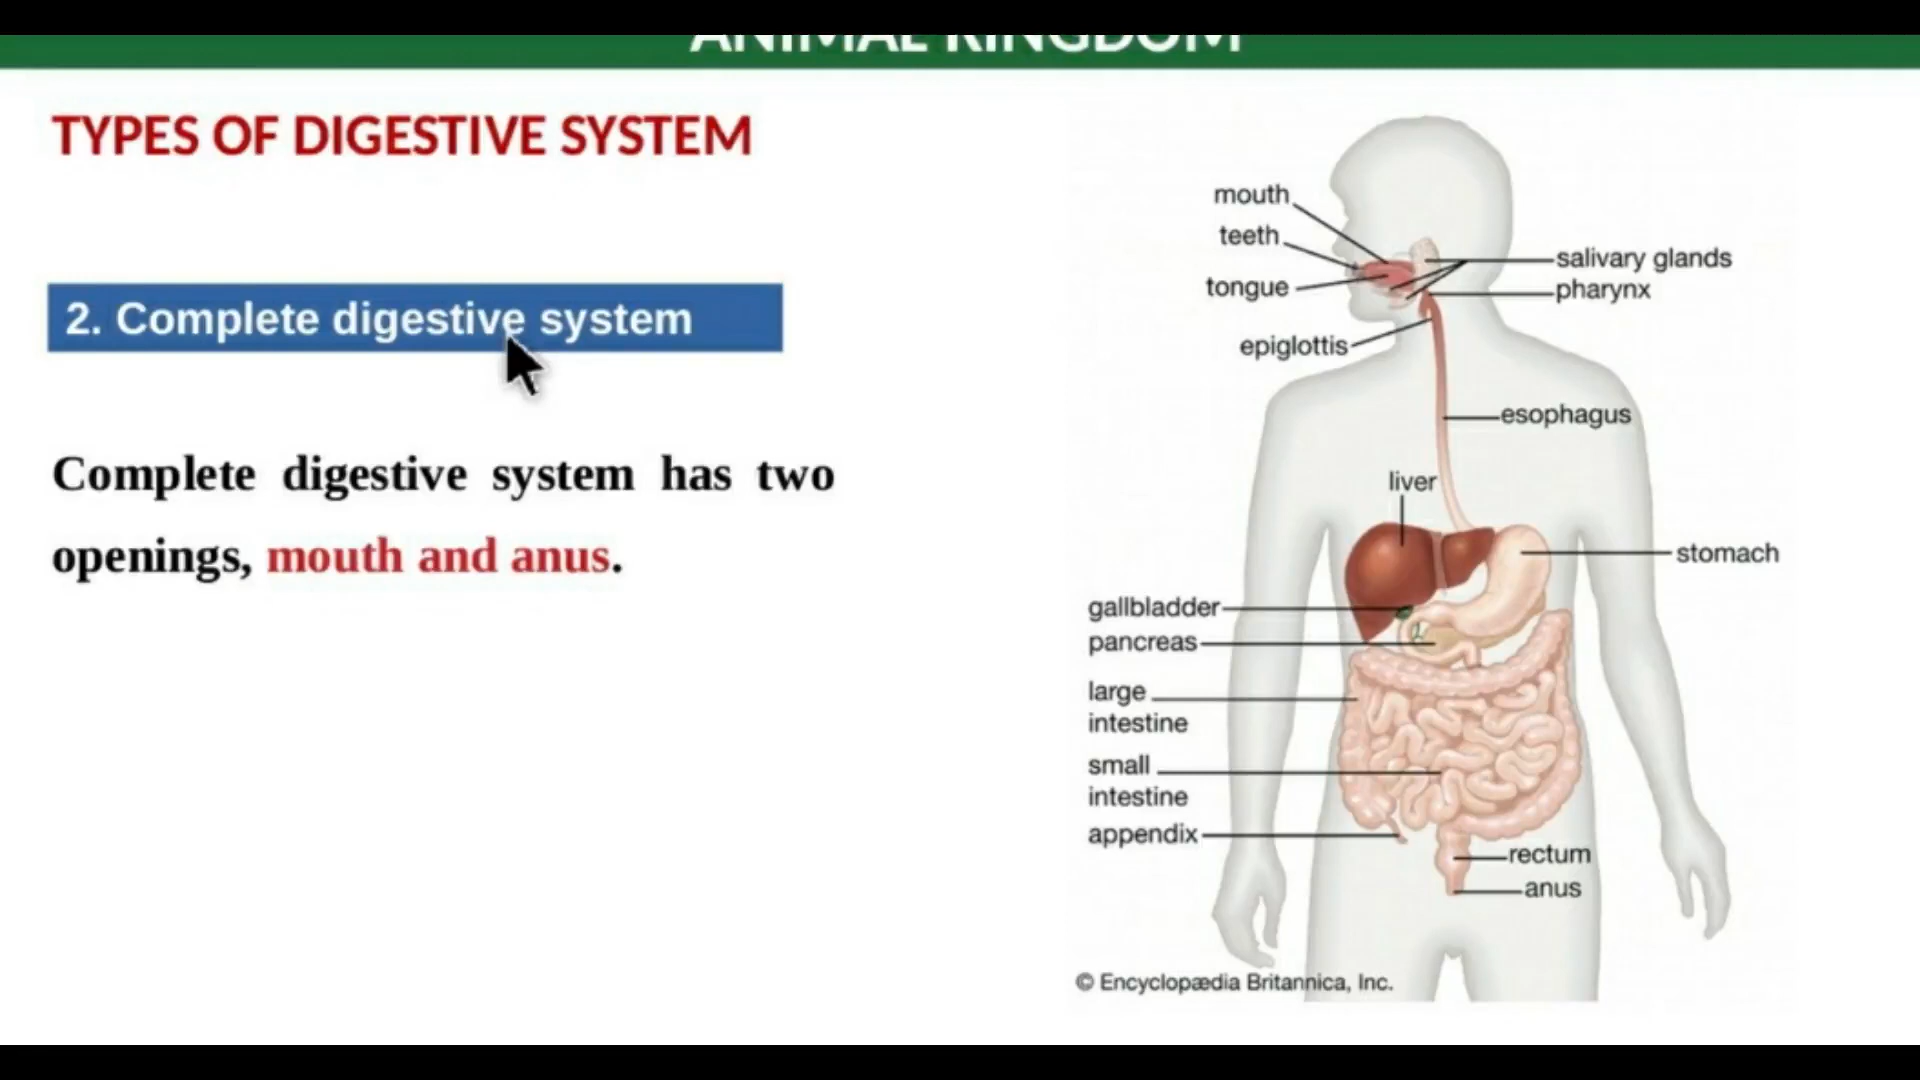 ANIMAL KINGDOM
TYPES OF DIGESTIVE SYSTEM
2. Complete digestive system
Complete digestive system has two
openings, mouth and anus.
mouth
teeth
tongue
epiglottis
salivary glands
pharynx
esophagus
liver
stomach
gallbladder
pancreas
large
intestine
small
intestine
appendix
rectum
anus
© Encyclopædia Britannica, Inc.